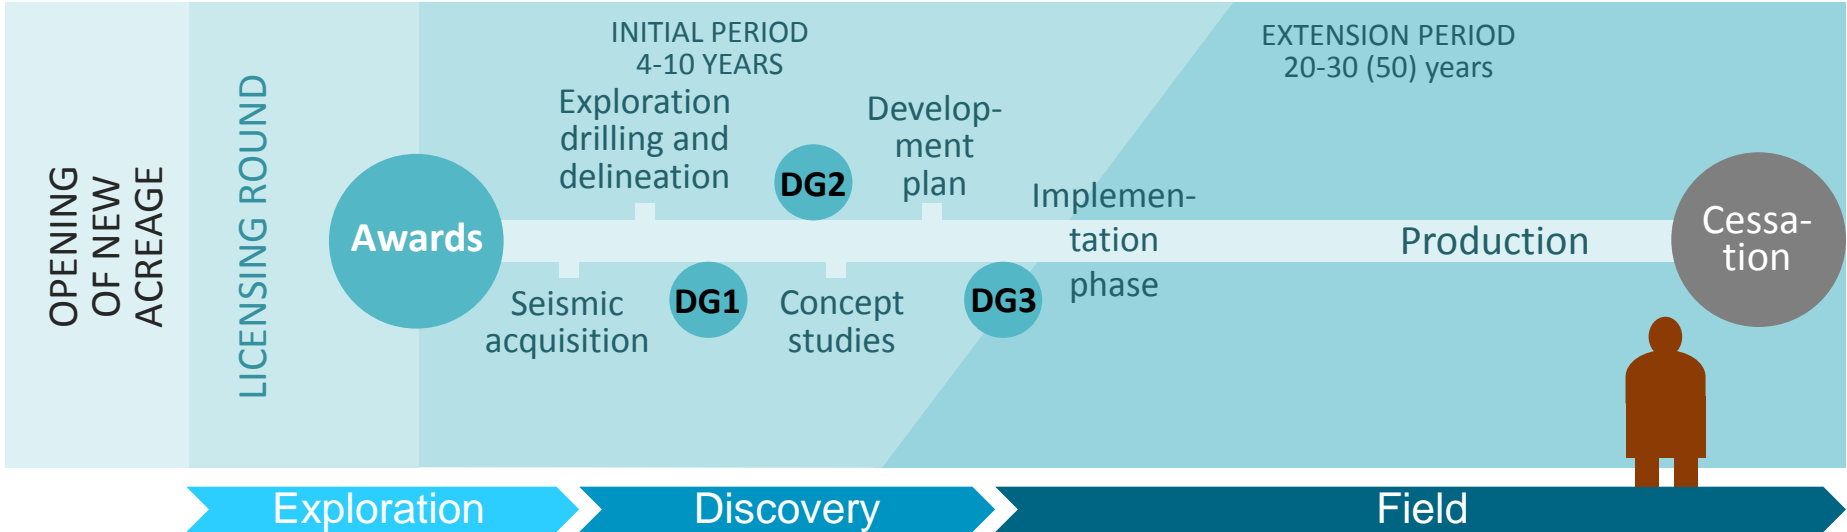 OPENING
OF NEW
ACREAGE
LICENSING ROUND
INITIAL PERIOD
4-10 YEARS
EXTENSION PERIOD
20-30 (50) years
Awards
Exploration
drilling and
delineation
Seismic
acquisition
DG1
DG2
Concept
studies
Develop-
ment
plan
DG3
Implemen-
tation
phase
Production
Cessa-
tion
Exploration
Discovery
Field